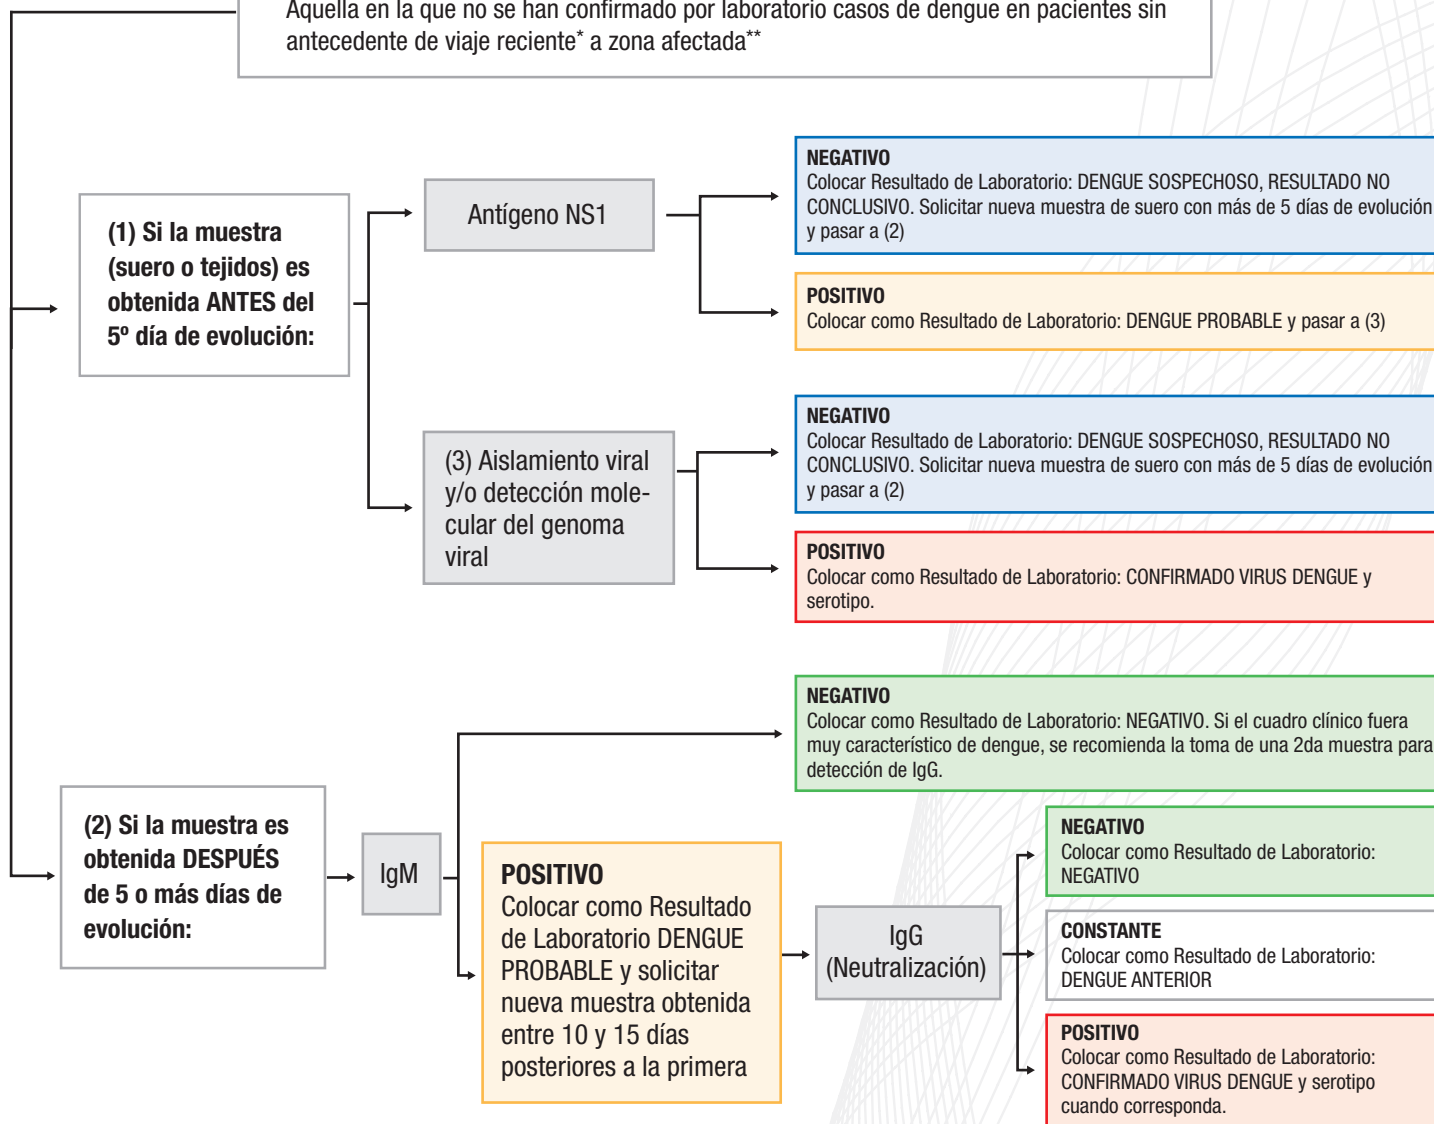 Aquella en la que no se han confirmado por laboratorio casos de dengue en pacientes sin
antecedente de viaje reciente* a zona afectada**
(1) Si la muestra
(suero o tejidos) es
obtenida ANTES del
5º día de evolución:
Antígeno NS1
NEGATIVO
Colocar Resultado de Laboratorio: DENGUE SOSPECHOSO, RESULTADO NO
CONCLUSIVO. Solicitar nueva muestra de suero con más de 5 días de evolución
y pasar a (2)
POSITIVO
Colocar como Resultado de Laboratorio: DENGUE PROBABLE y pasar a (3)
(3) Aislamiento viral
y/o detección mole-
cular del genoma
viral
NEGATIVO
Colocar Resultado de Laboratorio: DENGUE SOSPECHOSO, RESULTADO NO
CONCLUSIVO. Solicitar nueva muestra de suero con más de 5 días de evolución
y pasar a (2)
POSITIVO
Colocar como Resultado de Laboratorio: CONFIRMADO VIRUS DENGUE y
serotipo.
(2) Si la muestra es
obtenida DESPUÉS
de 5 o más días de
evolución:
IgM
NEGATIVO
Colocar como Resultado de Laboratorio: NEGATIVO. Si el cuadro clínico fuera
muy característico de dengue, se recomienda la toma de una 2da muestra para
detección de IgG.
POSITIVO
Colocar como Resultado
de Laboratorio DENGUE
PROBABLE y solicitar
nueva muestra obtenida
entre 10 y 15 días
posteriores a la primera
IgG
(Neutralización)
NEGATIVO
Colocar como Resultado de Laboratorio:
NEGATIVO
CONSTANTE
Colocar como Resultado de Laboratorio:
DENGUE ANTERIOR
POSITIVO
Colocar como Resultado de Laboratorio:
CONFIRMADO VIRUS DENGUE y serotipo
cuando corresponda.